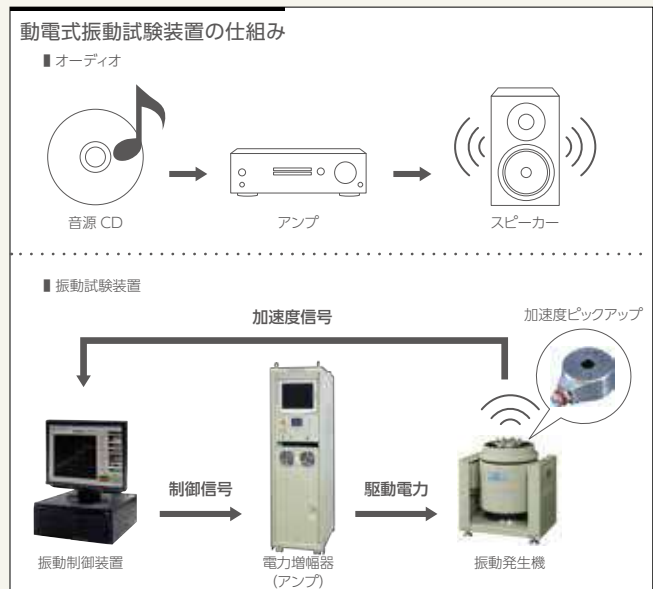 動電式振動試験装置の仕組み
■オーディオ
音源 CD
アンプ
スピーカー
■振動試験装置
加速度信号
加速度ピックアップ
制御信号
駆動電力
振動制御装置
電力増幅器
(アンプ)
振動発生機